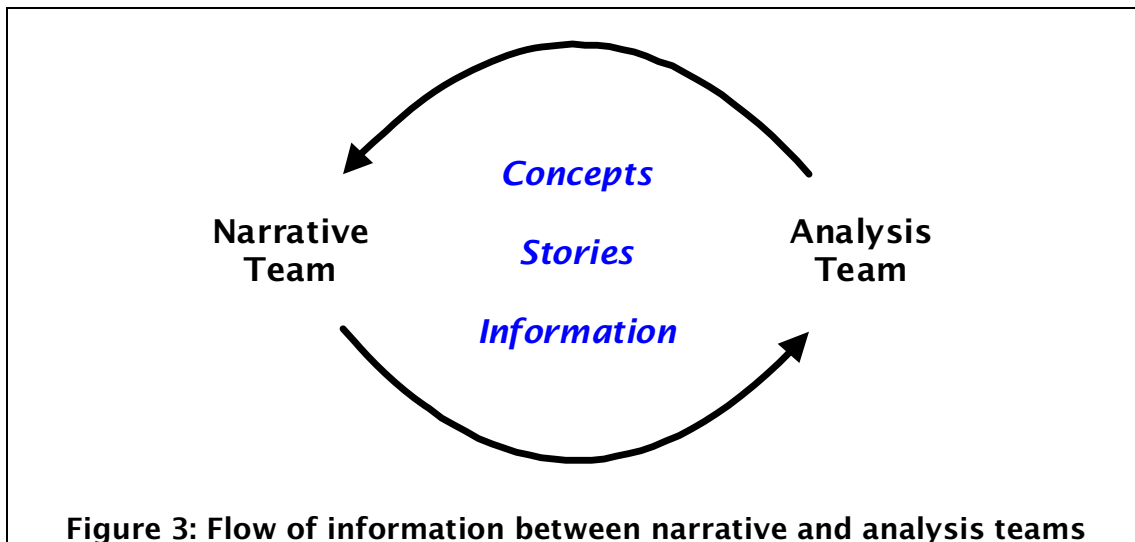 Concepts
Narrative
Team
Stories
Analysis
Team
Information
Figure 3: Flow of information between narrative and analysis teams